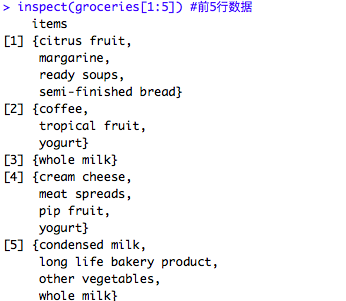 > inspect(groceries[1:5]) #前5行数据
items
[1] {citrus fruit,
margarine,
ready soups,
semi-finished bread}
[2] {coffee,
tropical fruit,
yogurt}
[3] {whole milk}
[4] {cream cheese,
meat spreads,
pip fruit,
yogurt}
[5] {condensed milk,
long life bakery product,
other vegetables,
whole milk}